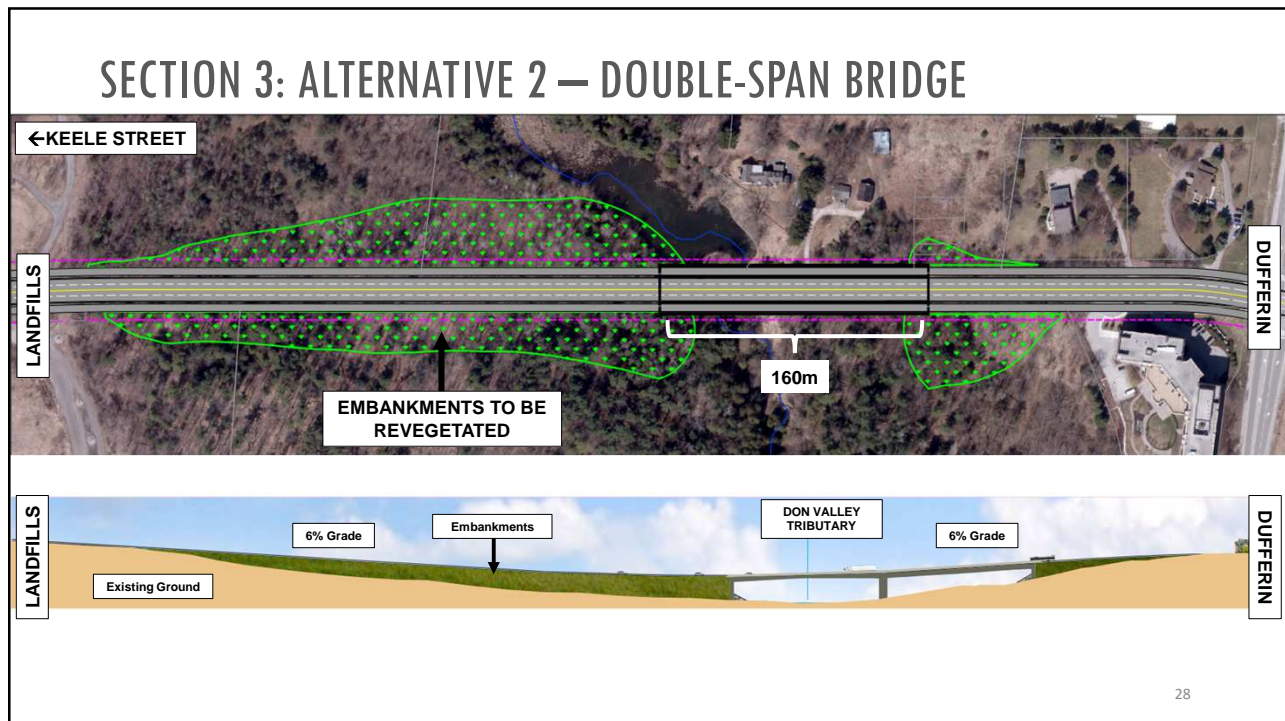 SECTION 3: ALTERNATIVE 2 – DOUBLE-SPAN BRIDGE
←KEELE STREET
LANDFILLS
DUFFERIN
160m
EMBANKMENTS TO BE
REVEGETATED
LANDFILLS
6% Grade
Embankments
DON VALLEY
TRIBUTARY
6% Grade
DUFFERIN
Existing Ground
28